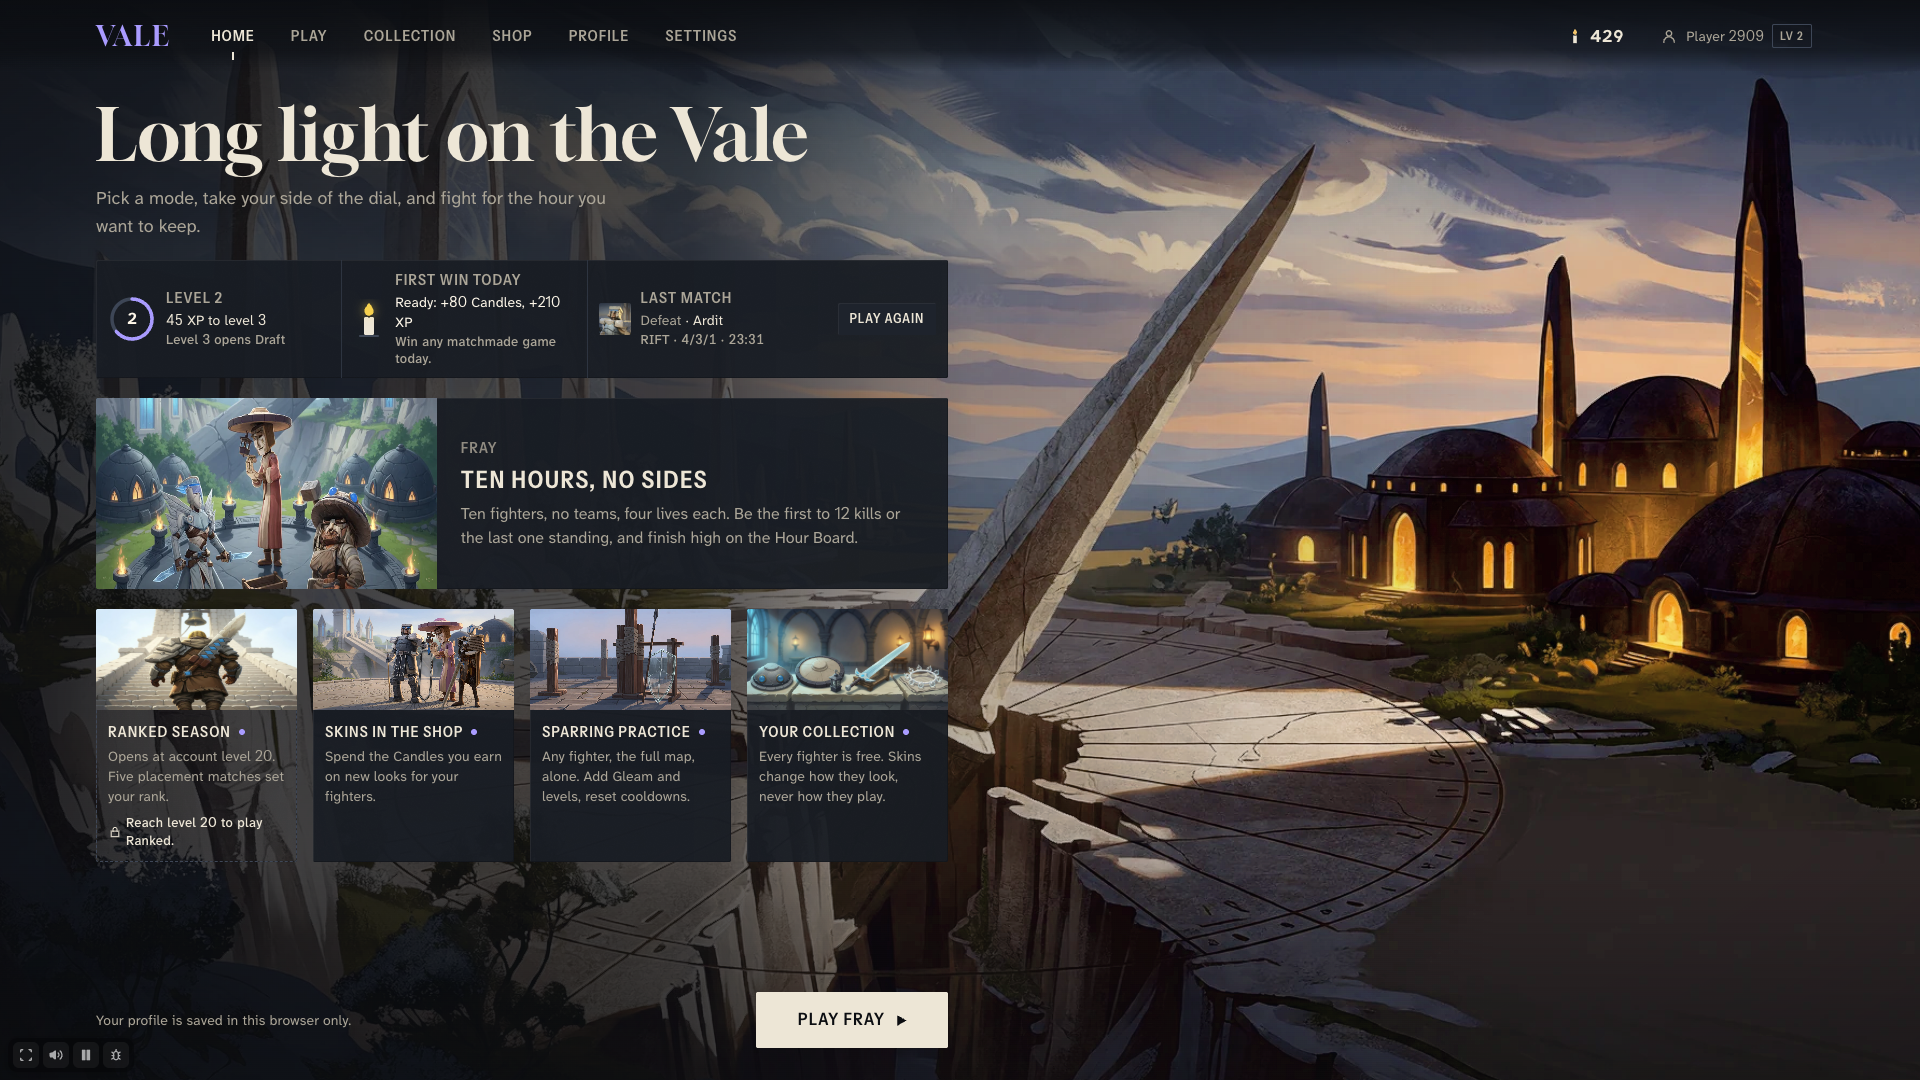 VALE
HOME
PLAY
COLLECTION
SHOP
PROFILE
SETTINGS
429
Player 2909
LV 2
Long light on the Vale
Pick a mode, take your side of the dial, and fight for the hour you
want to keep.
2
LEVEL 2
45 XP to level 3
Level 3 opens Draft
FIRST WIN TODAY
Ready: +80 Candles, +210
XP
Win any matchmade game
today.
LAST MATCH
Defeat · Ardit
RIFT · 4/3/1 · 23:31
PLAY AGAIN
FRAY
TEN HOURS, NO SIDES
Ten fighters, no teams, four lives each. Be the first to 12 kills or
the last one standing, and finish high on the Hour Board.
RANKED SEASON
Opens at account level 20.
Five placement matches set
your rank.
Reach level 20 to play
Ranked.
SKINS IN THE SHOP
Spend the Candles you earn
on new looks for your
fighters.
SPARRING PRACTICE
Any fighter, the full map,
alone. Add Gleam and
levels, reset cooldowns.
YOUR COLLECTION
Every fighter is free. Skins
change how they look,
never how they play.
Your profile is saved in this browser only.
PLAY FRAY